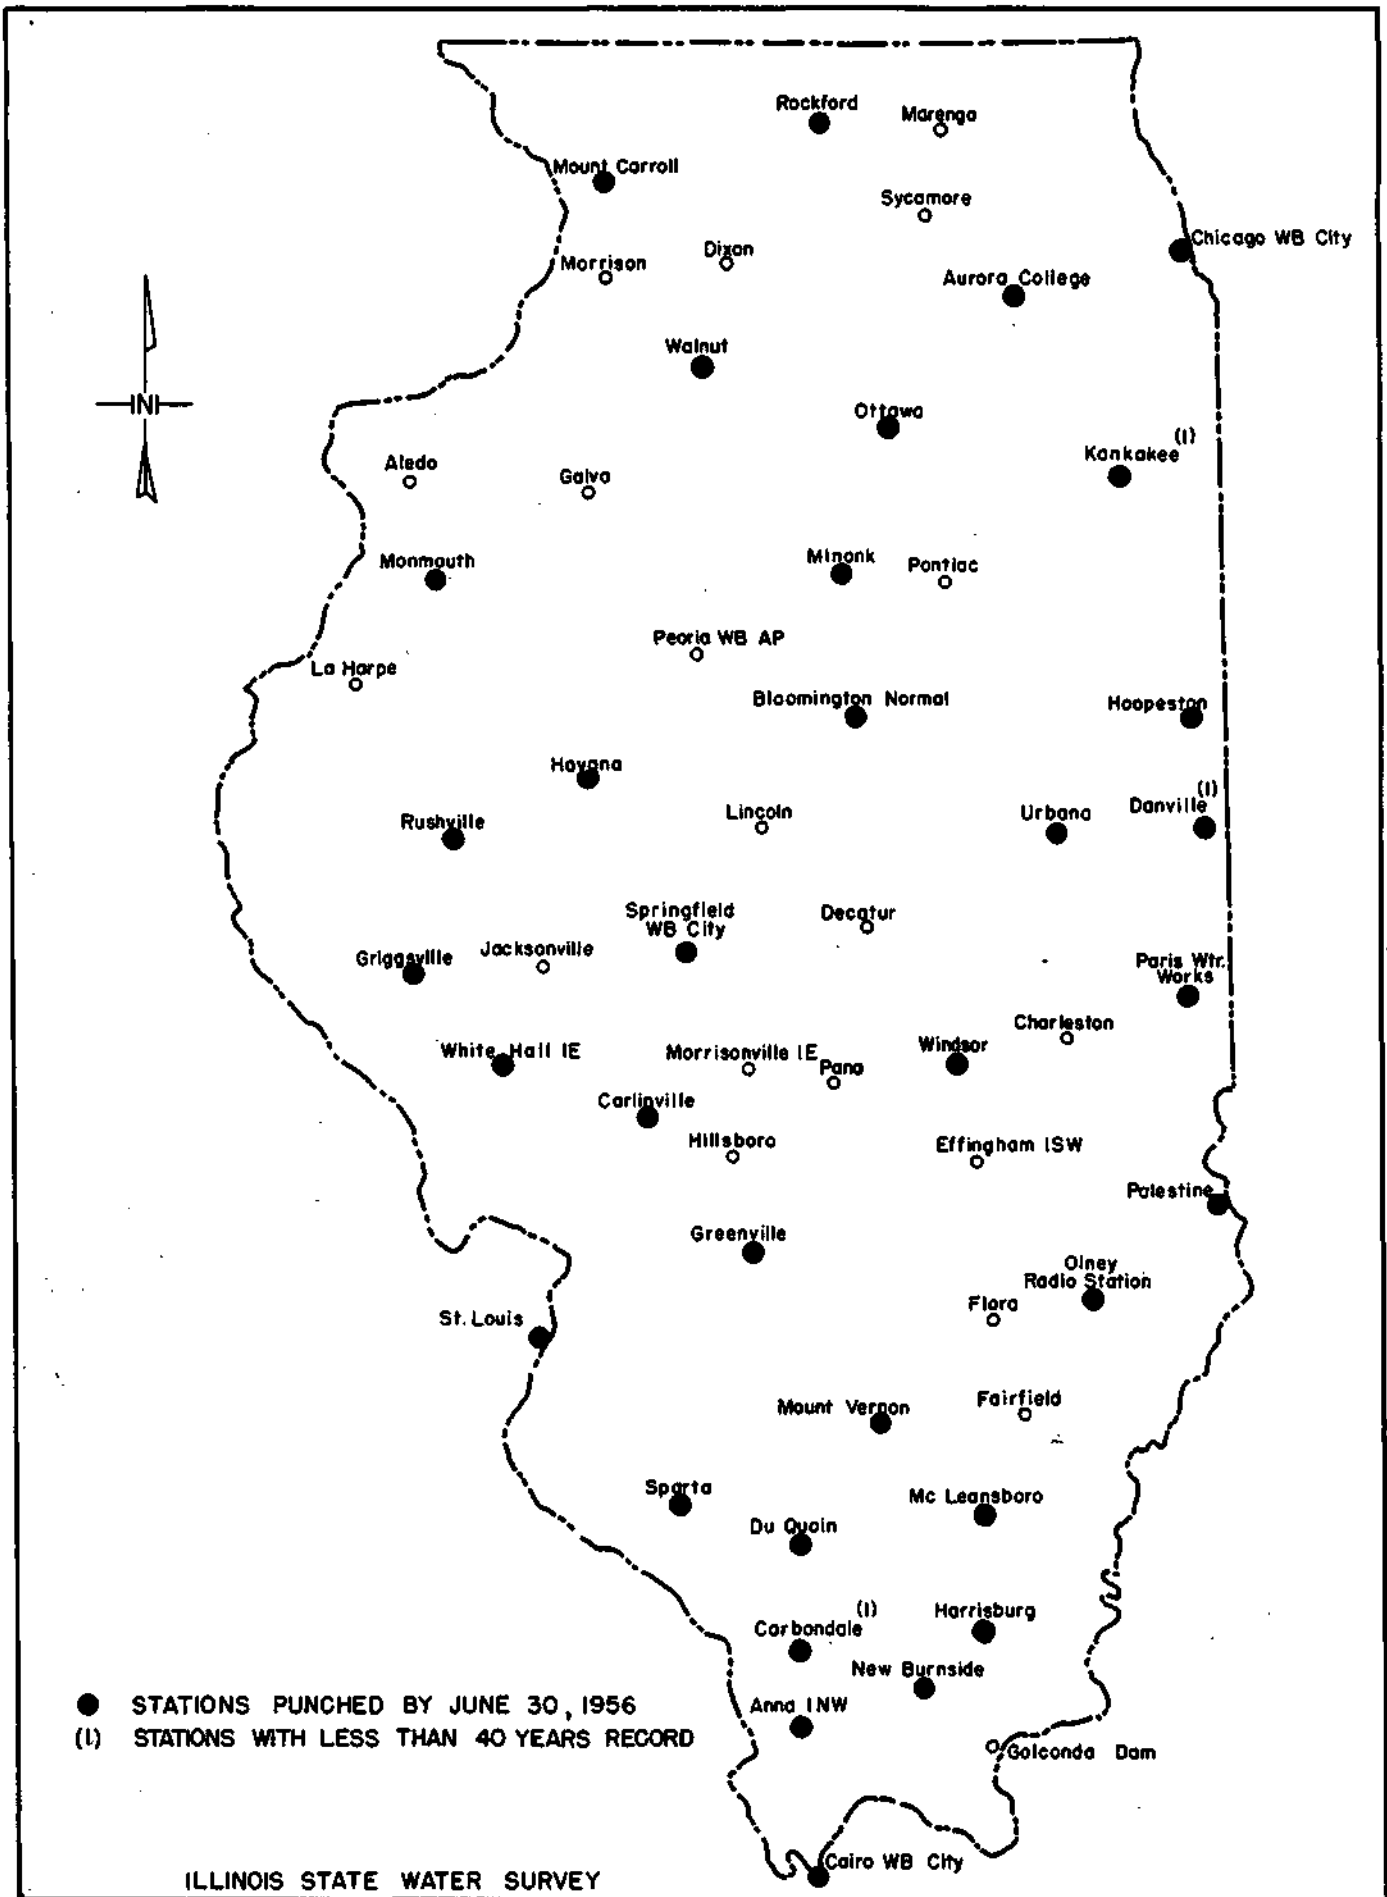 Rockford
Marengo
Mount Carroll
Sycamore
Chicago WB City
Dixon
Morrison
Aurora College
Walnut
N
Ottawa
Kankakee (1)
Aledo
Galva
Monmouth
Minonk
Pontiac
Peoria WB AP
La Harpe
Bloomington Normal
Hoopeston
Havana
Danville (1)
Lincoln
Urbana
Rushville
Springfield
WB City
Decatur
Jacksonville
Griggsville
Paris Wtr.
Works
Charleston
White Hall 1E
Morrisonville 1E
Pana
Windsor
Carlinville
Hillsboro
Effingham 1SW
Palestine
Greenville
Olney
Radio Station
Flora
St. Louis
Mount Vernon
Fairfield
Sparta
Mc Leansboro
Du Quoin
Carbondale (1)
Harrisburg
New Burnside
Anna 1NW
Golconda Dam
Cairo WB City
● STATIONS PUNCHED BY JUNE 30, 1956
(1) STATIONS WITH LESS THAN 40 YEARS RECORD
ILLINOIS STATE WATER SURVEY